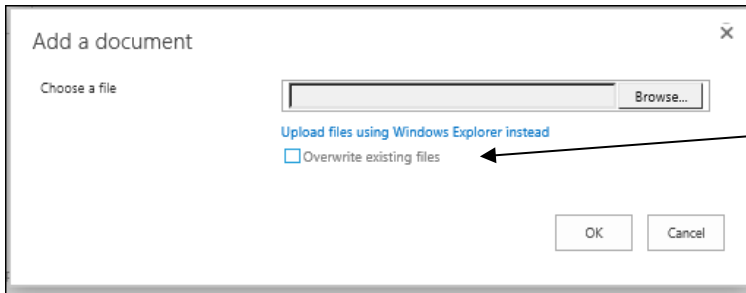 Add a document
Choose a file
Browse...
Upload files using Windows Explorer instead
Overwrite existing files
OK
Cancel